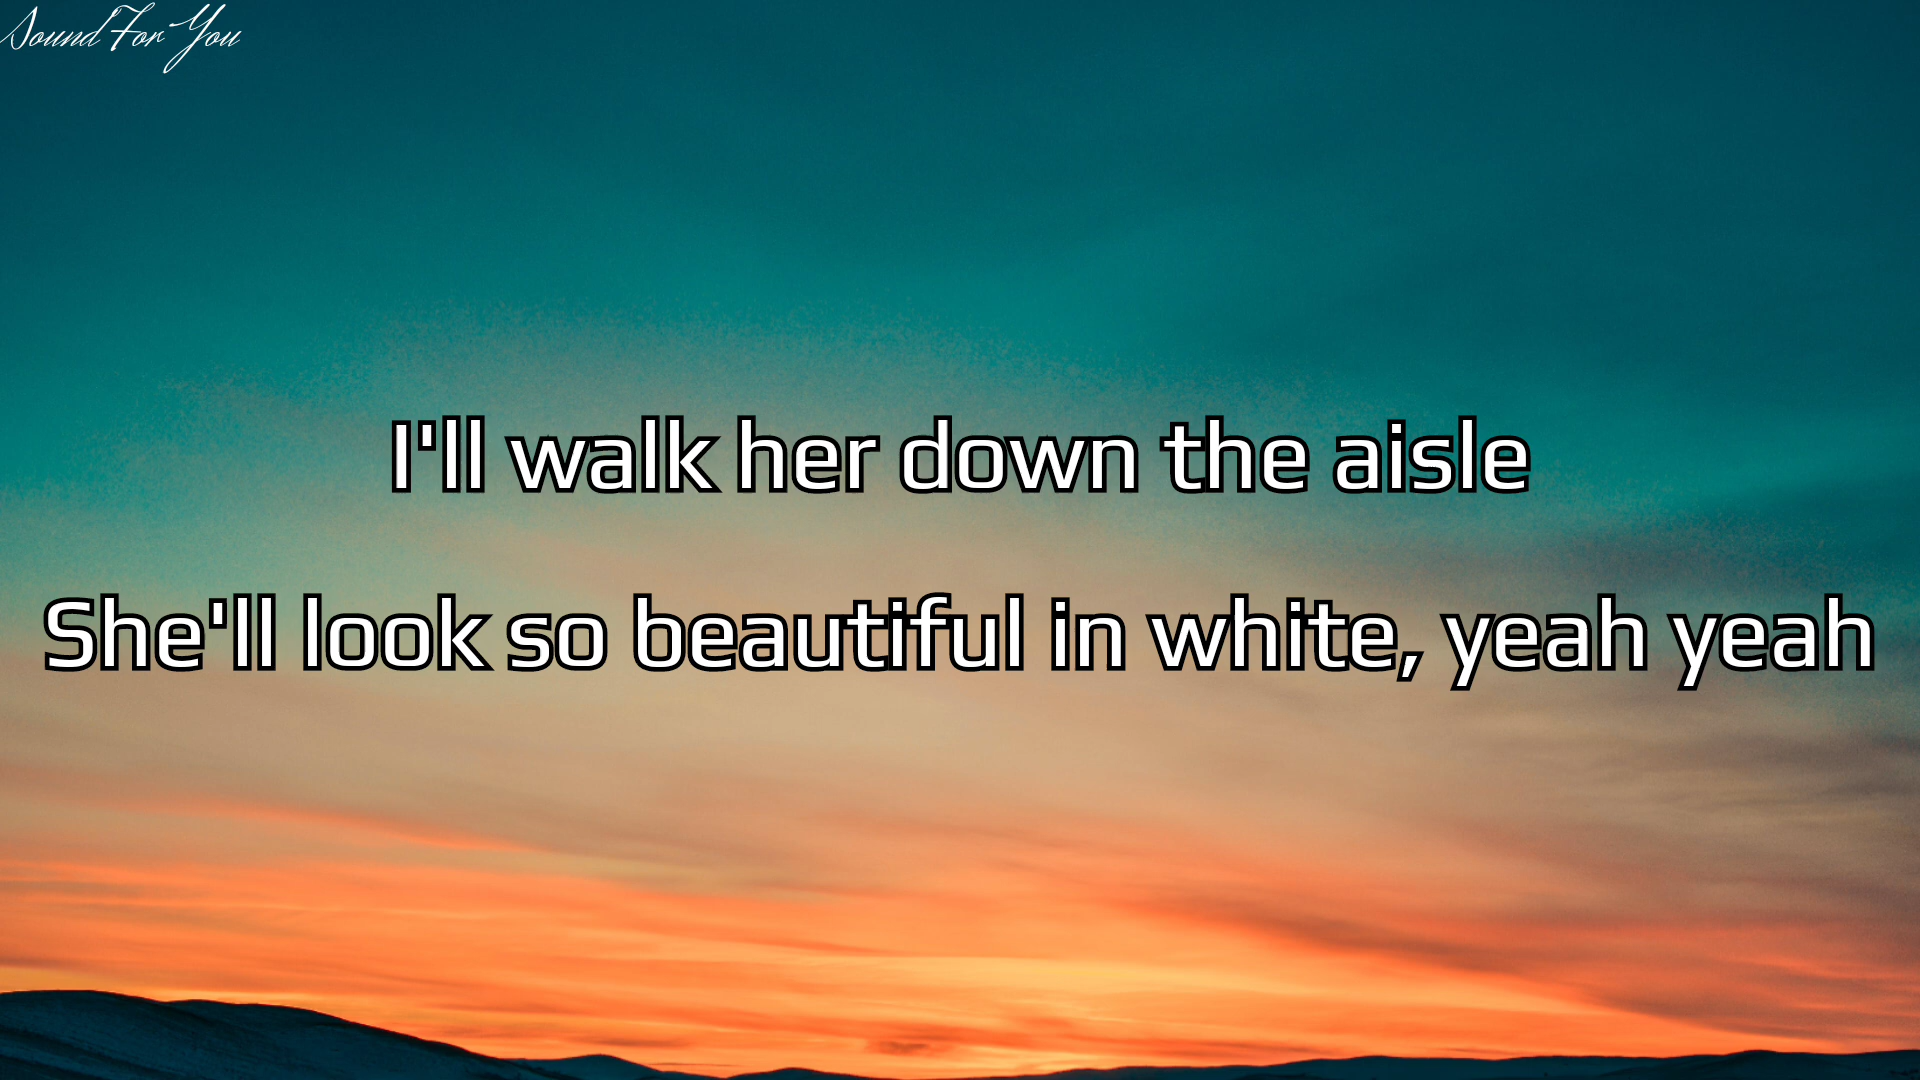 Sound For You
I'll walk her down the aisle
She'll look so beautiful in white, yeah yeah